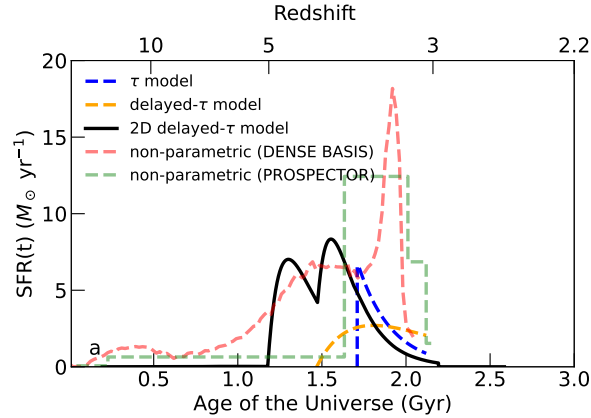 Redshift
10 5 4 3 2.2
20
15
10
5
0
SFR(t) (M⊙ yr−1)
τ model
delayed-τ model
2D delayed-τ model
non-parametric (DENSE BASIS)
non-parametric (PROSPECTOR)
a
0.5 1.0 1.5 2.0 2.5 3.0
Age of the Universe (Gyr)